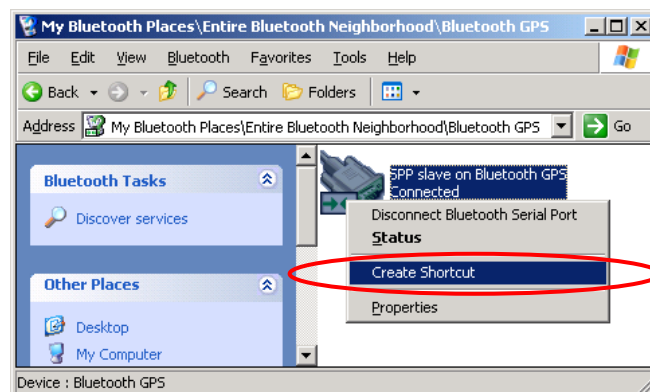 My Bluetooth Places\Entire Bluetooth Neighborhood\Bluetooth GPS
File Edit View Bluetooth Favorites Tools Help
Back Search Folders
Address My Bluetooth Places\Entire Bluetooth Neighborhood\Bluetooth GPS Go
Bluetooth Tasks
Discover services
Other Places
Desktop
My Computer
SPP slave on Bluetooth GPS
Connected
Disconnect Bluetooth Serial Port
Status
Create Shortcut
Properties
Device : Bluetooth GPS